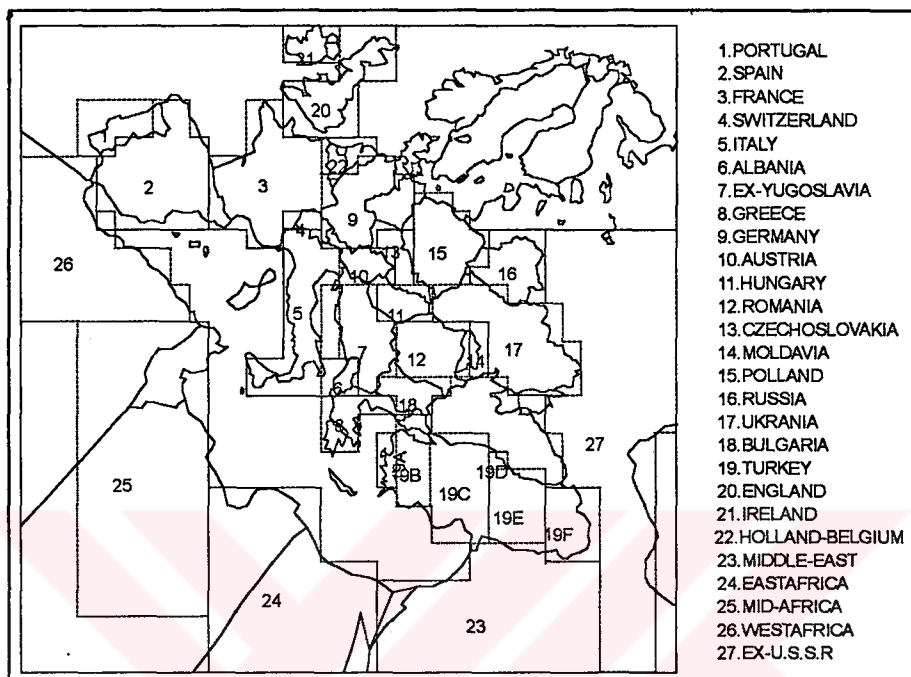 1.PORTUGAL
2.SPAIN
3.FRANCE
4.SWITZERLAND
5.ITALY
6.ALBANIA
7.EX-YUGOSLAVIA
8.GREECE
9.GERMANY
10.AUSTRIA
11.HUNGARY
12.ROMANIA
13.CZECHOSLOVAKIA
14.MOLDAVIA
15.POLLAND
16.RUSSIA
17.UKRANIA
18.BULGARIA
19.TURKEY
20.ENGLAND
21.IRELAND
22.HOLLAND-BELGIUM
23.MIDDLE-EAST
24.EASTAFRICA
25.MID-AFRICA
26.WESTAFRICA
27.EX-U.S.S.R
21
20
22
2
3
9
4
15
26
10
16
5
11
7
12
17
6
18
8
27
19B
19D
25
19C
19E
19F
24
23